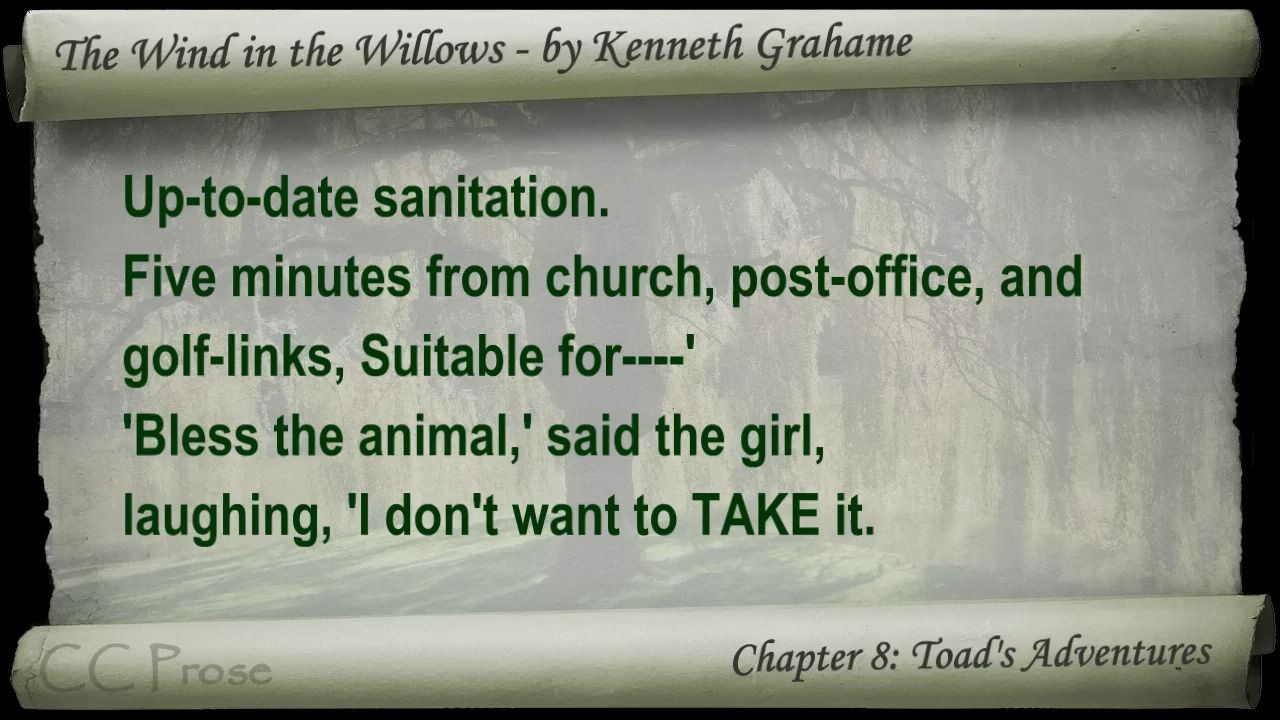 The Wind in the Willows - by Kenneth Grahame
Up-to-date sanitation.
Five minutes from church, post-office, and
golf-links, Suitable for----'
'Bless the animal,' said the girl,
laughing, 'I don't want to TAKE it.
CC Prose
Chapter 8: Toad's Adventures